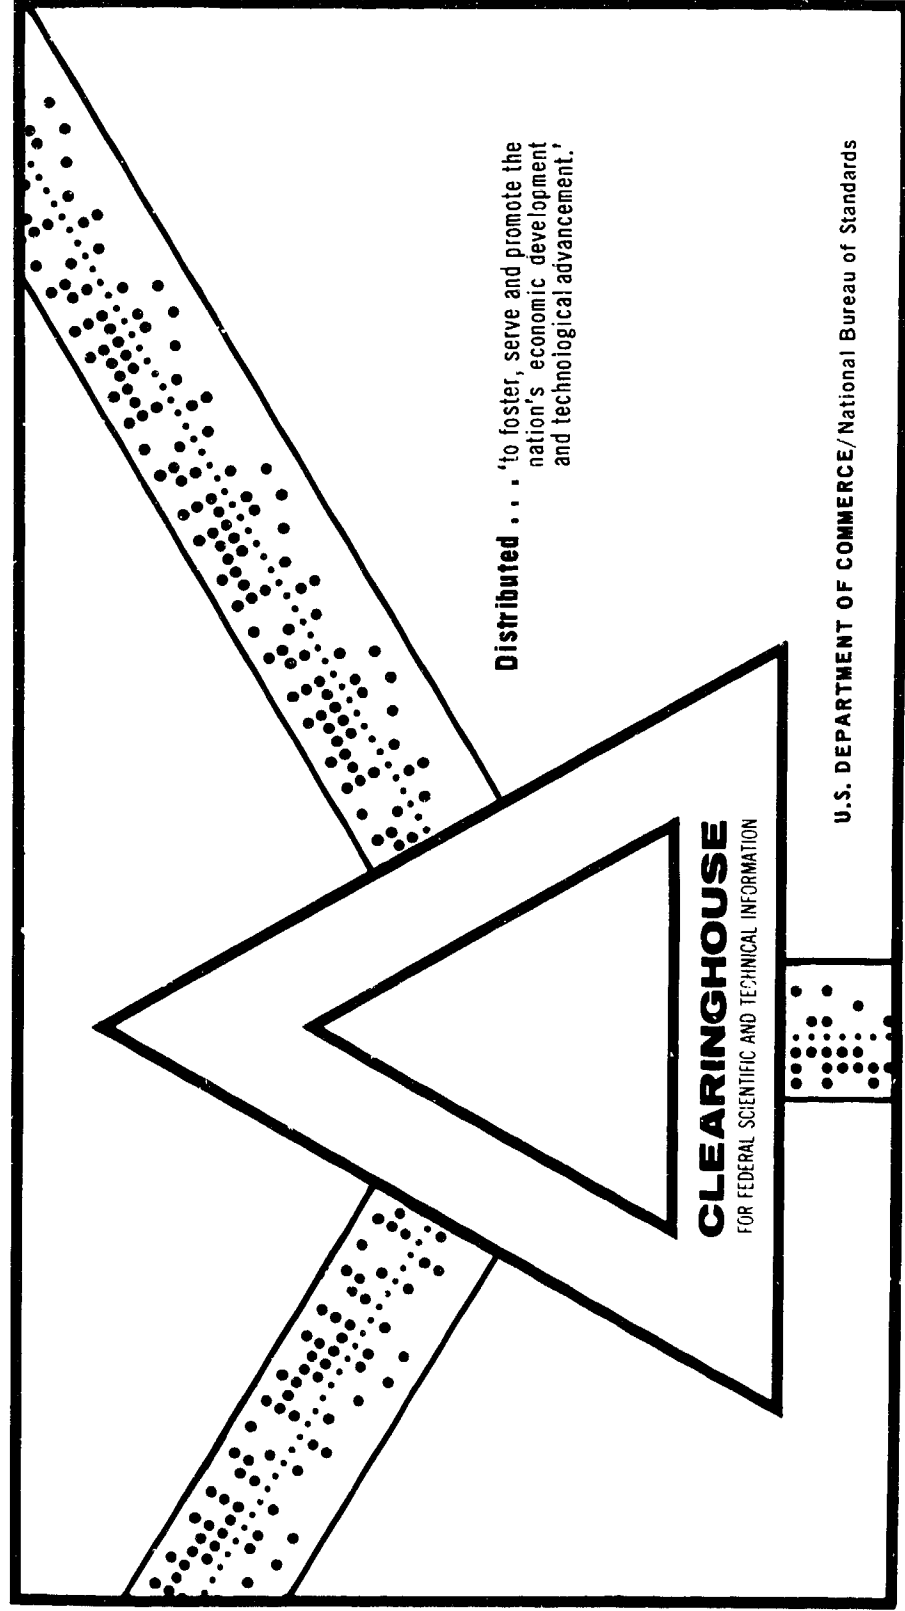 Distributed . . . 'to foster, serve and promote the
nation's economic development
and technological advancement.'
CLEARINGHOUSE
FOR FEDERAL SCIENTIFIC AND TECHNICAL INFORMATION
U.S. DEPARTMENT OF COMMERCE/National Bureau of Standards